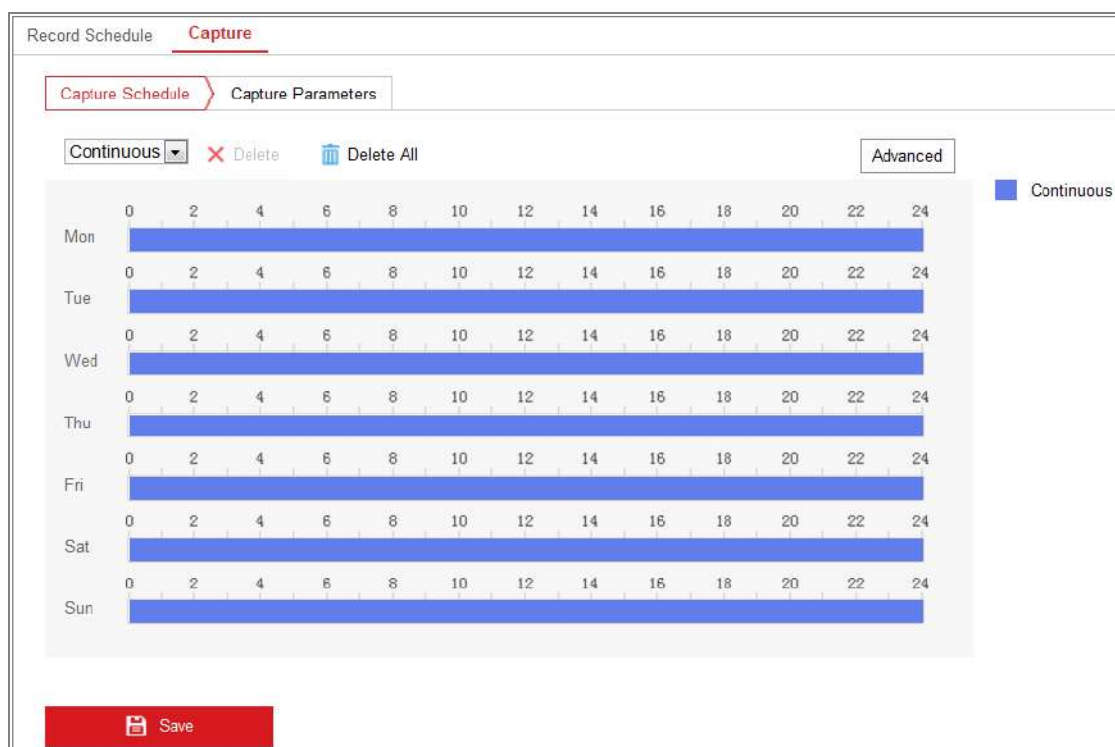 Record Schedule Capture
Capture Schedule Capture Parameters
Continuous Delete Delete All Advanced
Continuous
0 2 4 6 8 10 12 14 16 18 20 22 24
Mon
0 2 4 6 8 10 12 14 16 18 20 22 24
Tue
0 2 4 6 8 10 12 14 16 18 20 22 24
Wed
0 2 4 6 8 10 12 14 16 18 20 22 24
Thu
0 2 4 6 8 10 12 14 16 18 20 22 24
Fri
0 2 4 6 8 10 12 14 16 18 20 22 24
Sat
0 2 4 6 8 10 12 14 16 18 20 22 24
Sun
Save